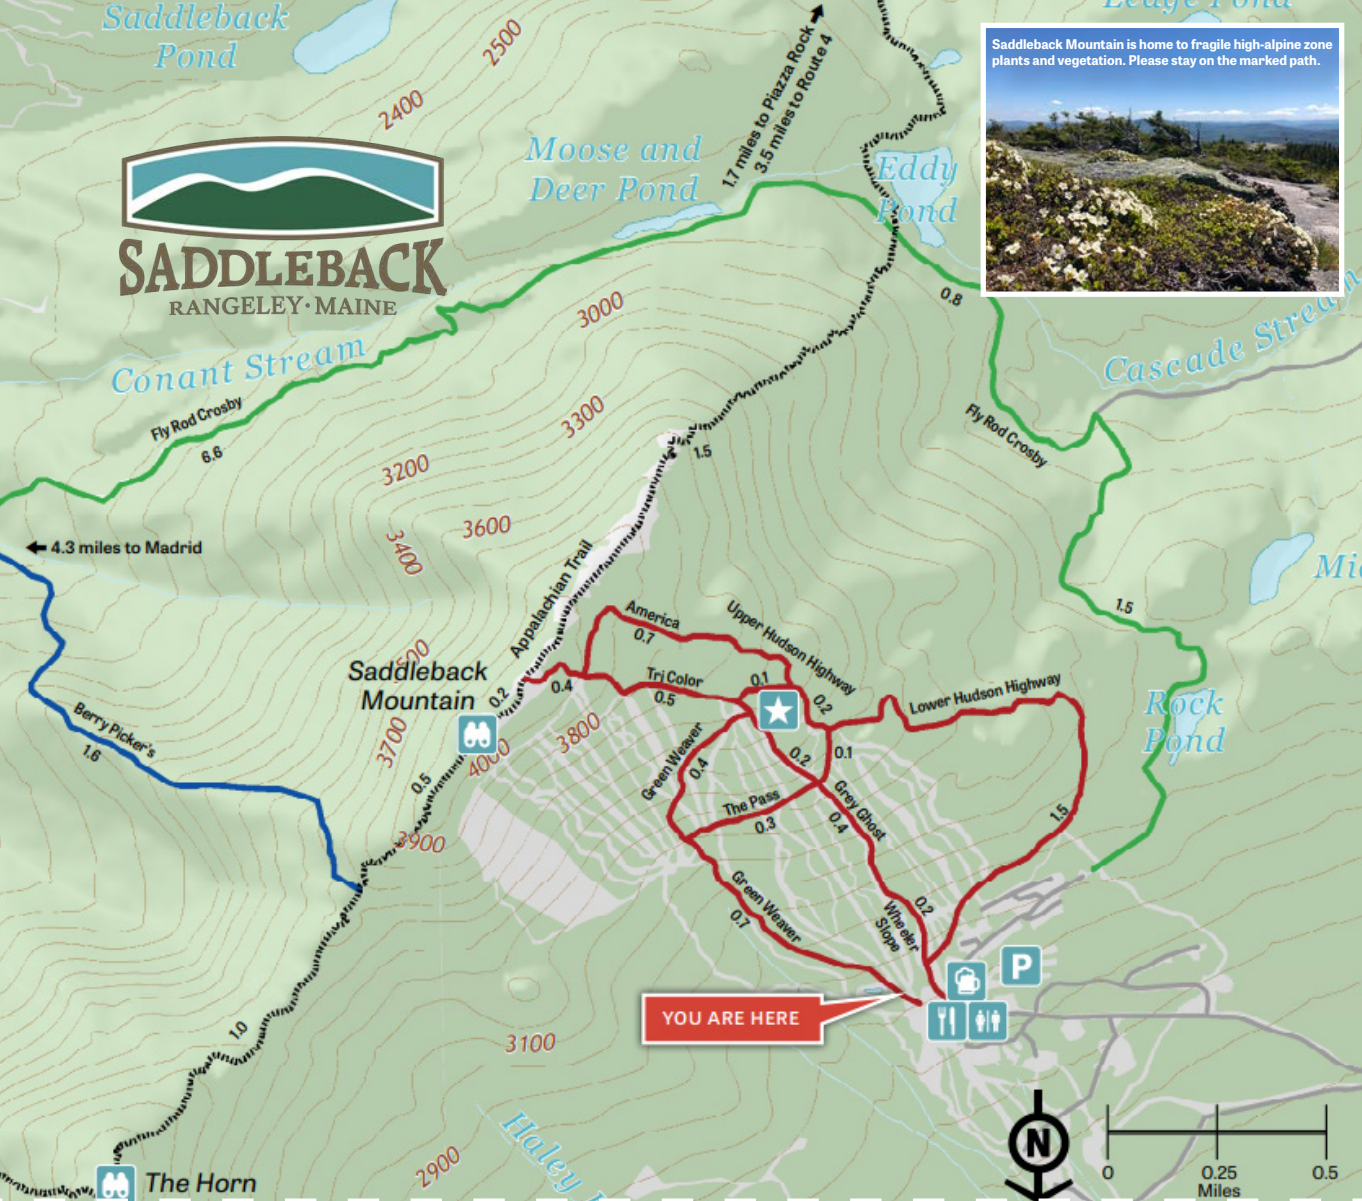 Saddleback
Pond
2500
2400
1.7 miles to Piazza Rock
3.5 miles to Route 4
Ledge Pond
Saddleback Mountain is home to fragile high-alpine zone
plants and vegetation. Please stay on the marked path.
Moose and
Deer Pond
Eddy
Pond
SADDLEBACK
RANGELEY·MAINE
0.8
3000
Cascade Stream
Conant Stream
Fly Rod Crosby
6.6
3300
Fly Rod Crosby
1.5
3200
3600
3400
4.3 miles to Madrid
Appalachian Trail
1.5
America
0.7
Upper Hudson Highway
Saddleback
Mountain
0.2
0.4
Tri Color
0.5
0.1
0.2
Lower Hudson Highway
Rock
Pond
Berry Picker's
1.6
3700
3800
4000
Green Weaver
0.4
0.2
0.1
0.5
The Pass
0.3
Grey Ghost
0.4
1.5
3900
Green Weaver
0.7
Wheeler
Slope
0.2
P
YOU ARE HERE
1.0
3100
Haley
2900
The Horn
N
0 0.25 0.5
Miles